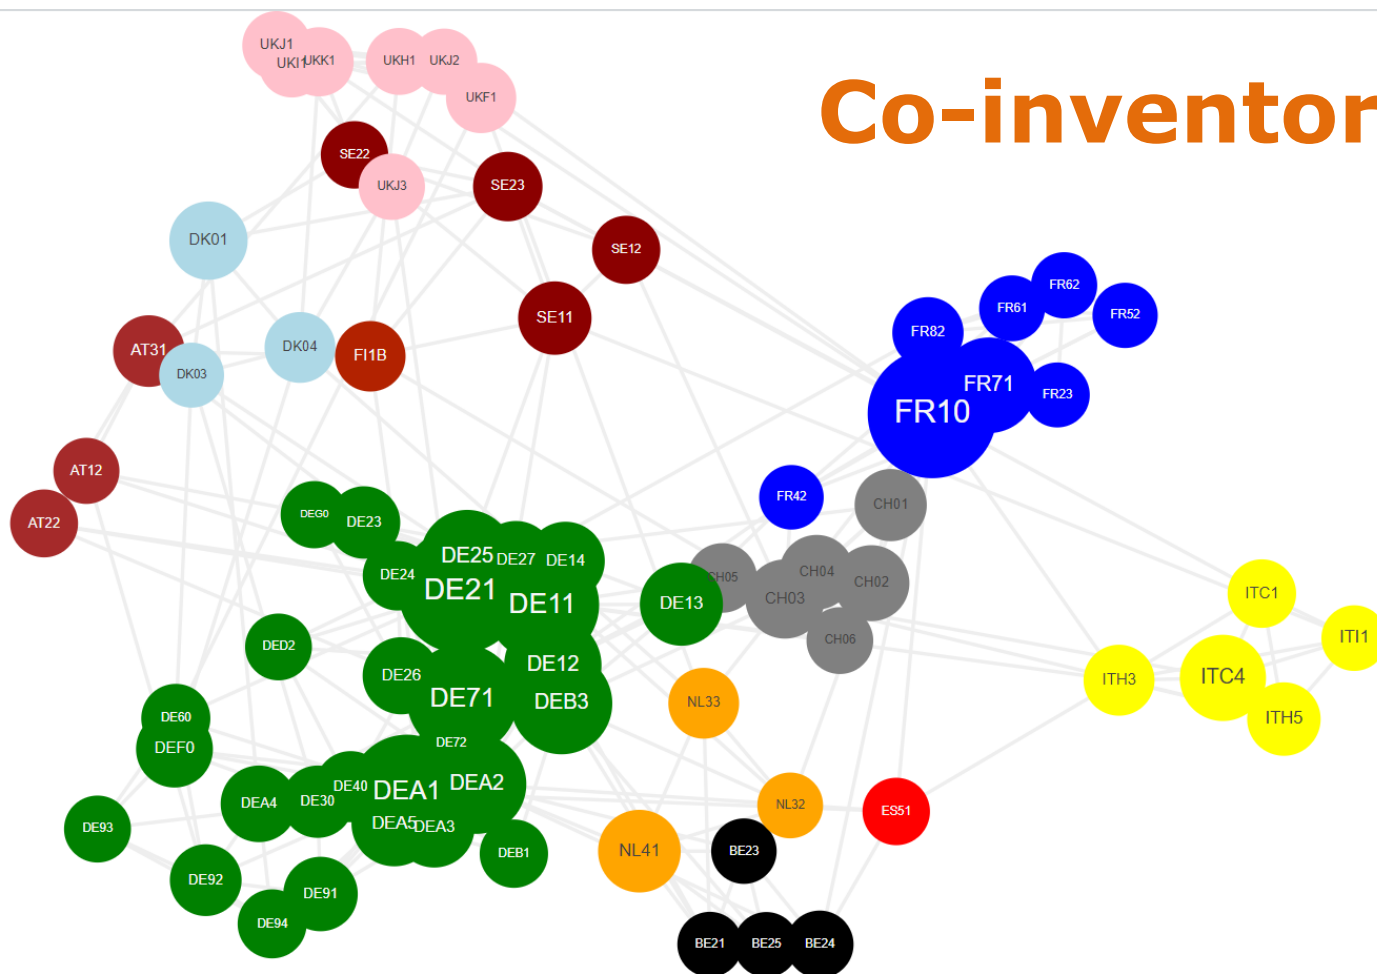 Co-inventor
UKJ1
UKI1
UKK1
UKH1
UKJ2
UKF1
SE22
UKJ3
SE23
DK01
SE12
SE11
AT31
DK03
DK04
FI1B
FR62
FR61
FR52
FR82
FR71
FR23
FR10
AT12
AT22
FR42
CH01
DEG0
DE23
DE25
DE27
DE14
DE24
DE21
DE11
DE13
CH05
CH04
CH03
CH02
CH06
ITC1
ITI1
ITH3
ITC4
ITH5
DED2
DE26
DE12
DE71
DEB3
NL33
DE60
DEF0
DE72
DEA4
DE30
DE40
DEA1
DEA2
DEA5
DEA3
DEB1
NL32
ES51
NL41
BE23
DE93
DE92
DE91
DE94
BE21
BE25
BE24